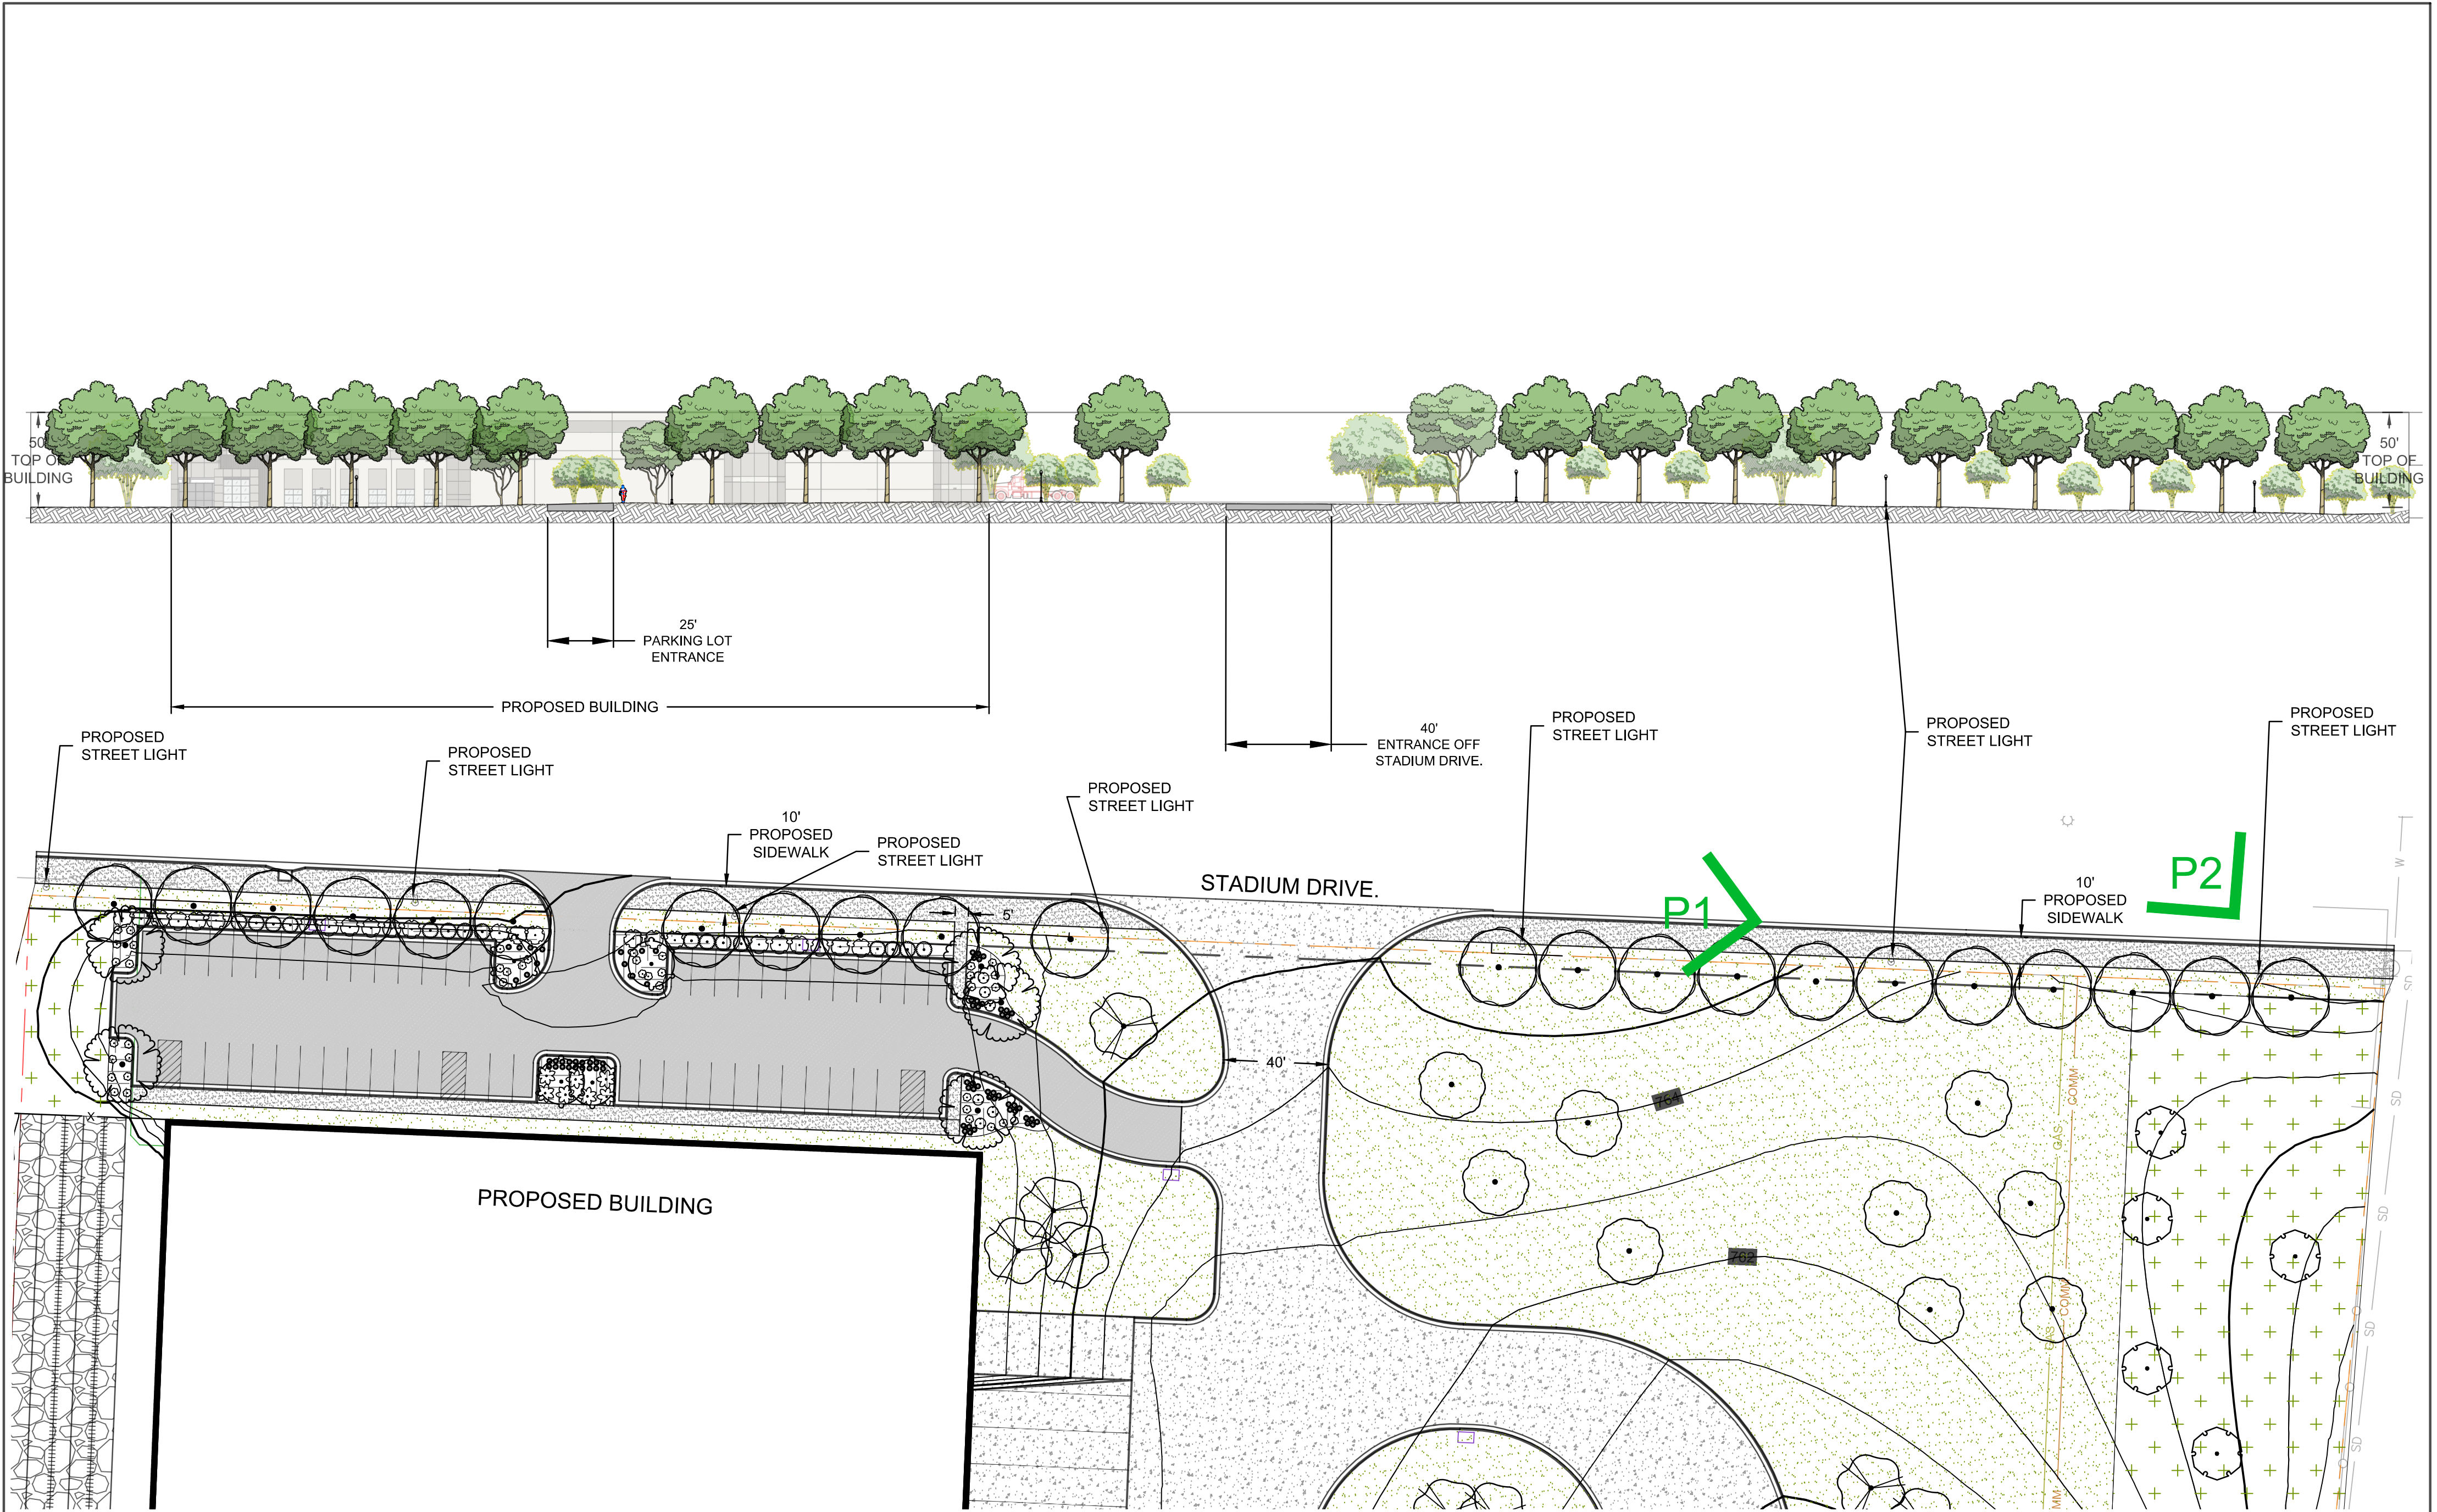 50'
TOP OF
BUILDING
50'
TOP OF
BUILDING
25'
PARKING LOT
ENTRANCE
PROPOSED BUILDING
40'
ENTRANCE OFF
STADIUM DRIVE.
PROPOSED
STREET LIGHT
PROPOSED
STREET LIGHT
PROPOSED
STREET LIGHT
PROPOSED
STREET LIGHT
PROPOSED
STREET LIGHT
PROPOSED
STREET LIGHT
PROPOSED
STREET LIGHT
10'
PROPOSED
SIDEWALK
10'
PROPOSED
SIDEWALK
STADIUM DRIVE.
P1
P2
5'
40'
W
SD
SD
SD
SD
SD
764
762
GAS
COMM
GAS
COMM
MM
X
PROPOSED BUILDING